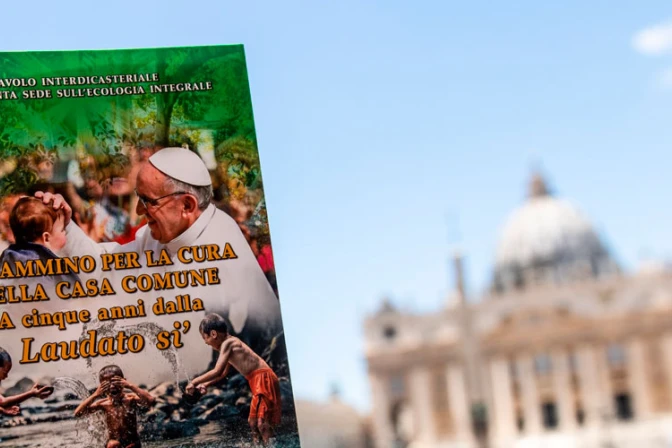 AVOLO INTERDICASTERIALE
NTA SEDE SULL'ECOLOGIA INTEGRALE
AMMINO PER LA CURA
ELLA CASA COMUNE
A cinque anni dalla
Laudato si'